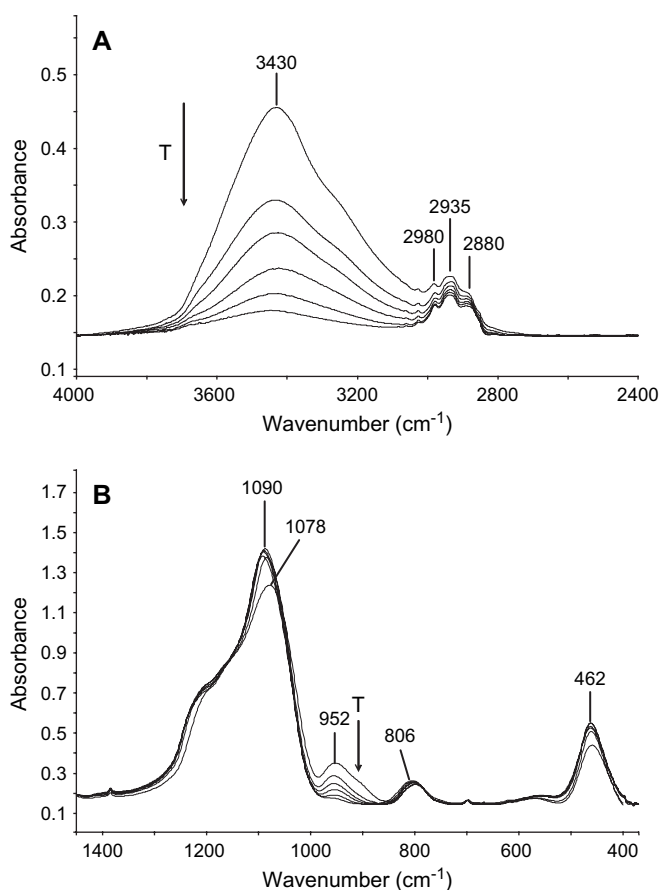 A
3430
0.5
T
0.4
Absorbance
0.3
2935
2980
2880
0.2
0.1
4000 3600 3200 2800 2400
Wavenumber (cm-1)
B
1090
1.7
1078
1.5
1.3
1.1
Absorbance
0.9
0.7
T
462
952
0.5
806
0.3
0.1
1400 1200 1000 800 600 400
Wavenumber (cm-1)